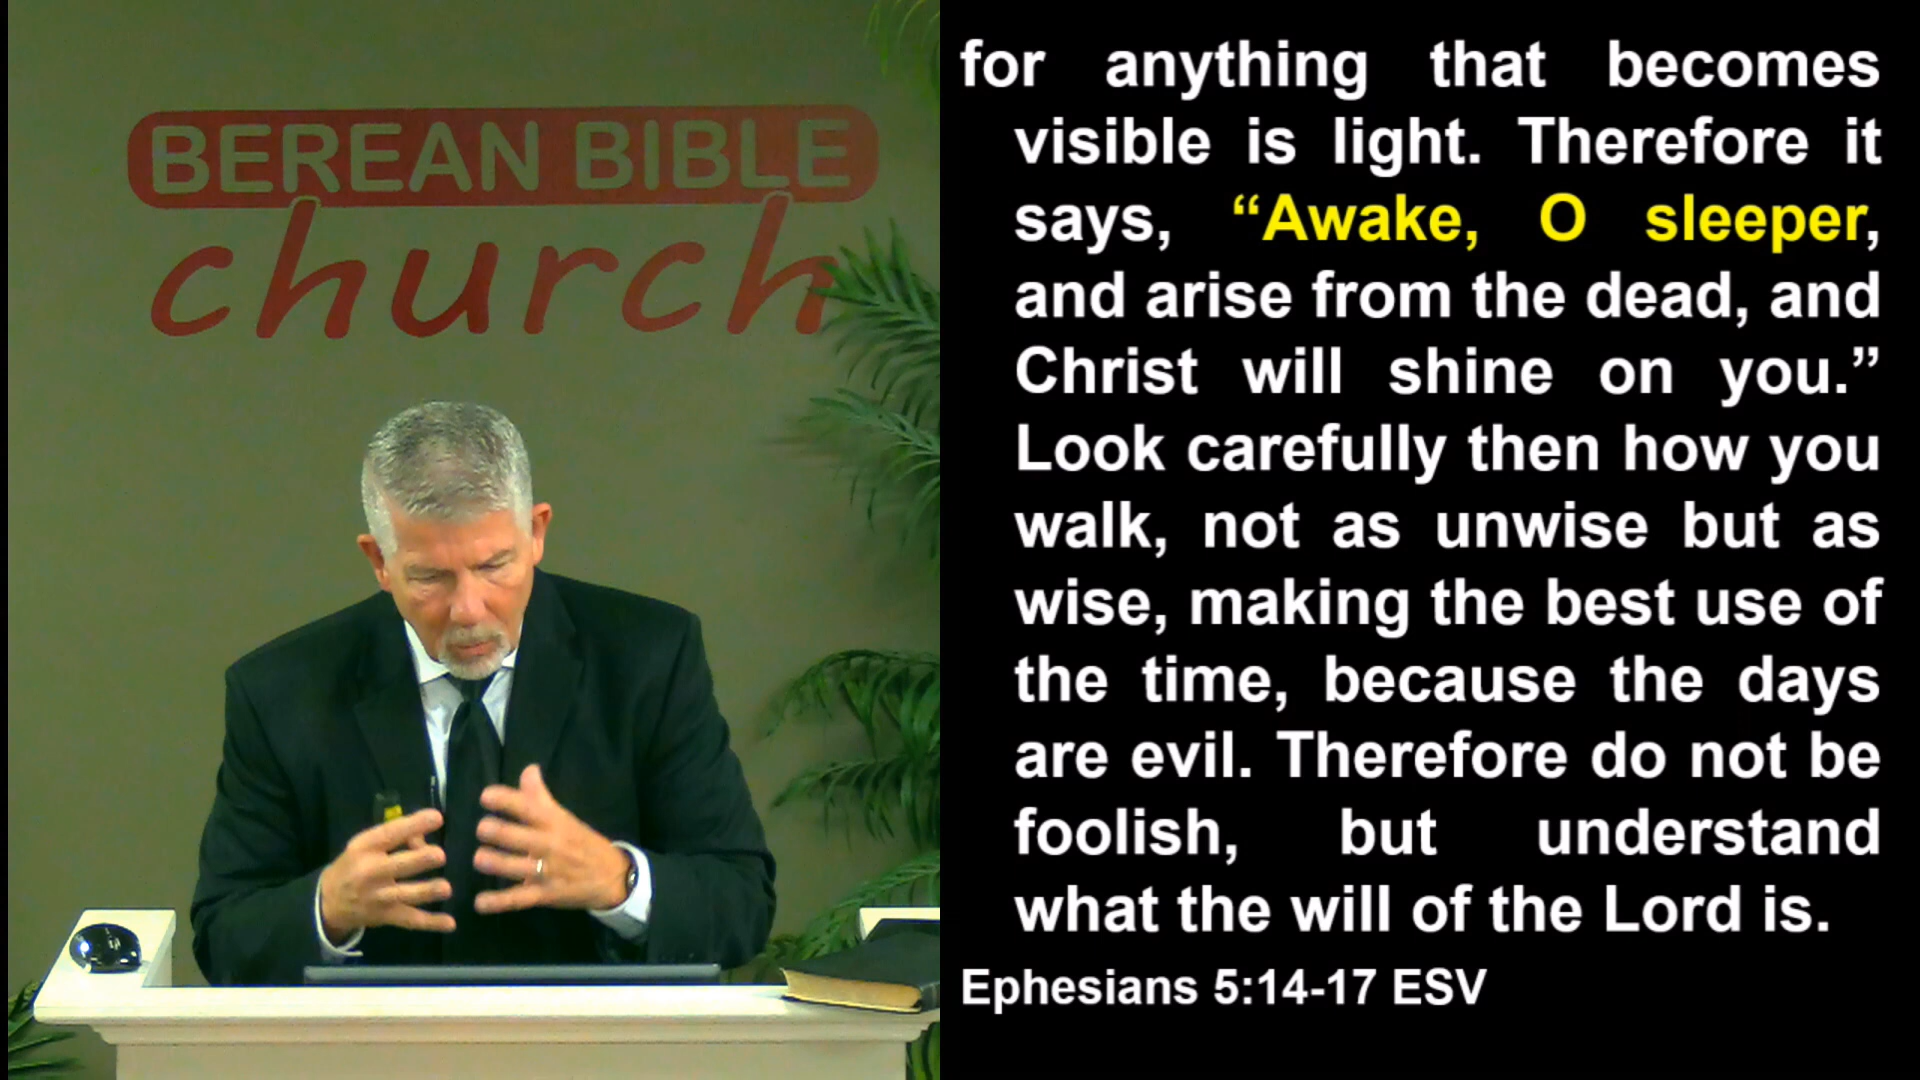 BEREAN BIBLE
church
for anything that becomes
visible is light. Therefore it
says, “Awake, O sleeper,
and arise from the dead, and
Christ will shine on you.”
Look carefully then how you
walk, not as unwise but as
wise, making the best use of
the time, because the days
are evil. Therefore do not be
foolish, but understand
what the will of the Lord is.
Ephesians 5:14-17 ESV